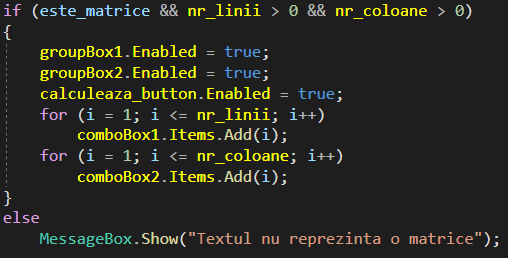 if (este_matrice && nr_linii > 0 && nr_coloane > 0)
{
groupBox1.Enabled = true;
groupBox2.Enabled = true;
calculeaza_button.Enabled = true;
for (i = 1; i <= nr_linii; i++)
comboBox1.Items.Add(i);
for (i = 1; i <= nr_coloane; i++)
comboBox2.Items.Add(i);
}
else
MessageBox.Show("Textul nu reprezinta o matrice");